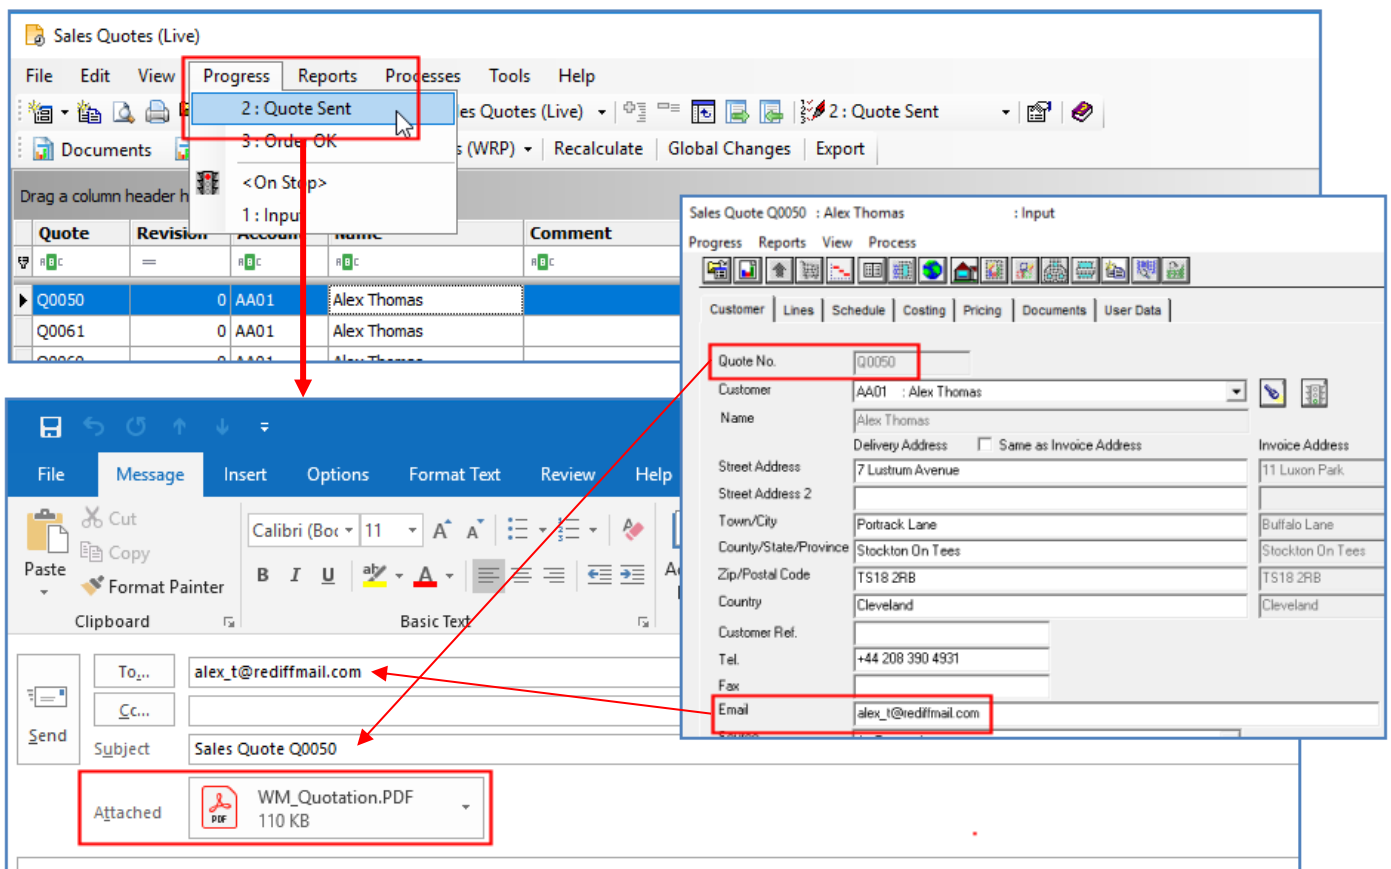 Sales Quotes (Live)
File Edit View Progress Reports Processes Tools Help
2 : Quote Sent
es Quotes (Live)
2 : Quote Sent
3 : Order OK
Documents
s (WRP) Recalculate Global Changes Export
<On Stop>
1 : Input
Drag a column header h
Quote Revision Account Name Comment
Q0050 0 AA01 Alex Thomas
Q0061 0 AA01 Alex Thomas
Sales Quote Q0050 : Alex Thomas : Input
Progress Reports View Process
Customer Lines Schedule Costing Pricing Documents User Data
Quote No. Q0050
Customer AA01 : Alex Thomas
Name Alex Thomas
Delivery Address Same as Invoice Address Invoice Address
Street Address 7 Lustrum Avenue 11 Luxon Park
Street Address 2
Town/City Portrack Lane Buffalo Lane
County/State/Province Stockton On Tees Stockton On Tees
Zip/Postal Code TS18 2RB TS18 2RB
Country Cleveland Cleveland
Customer Ref.
Tel. +44 208 390 4931
Fax
Email alex_t@rediffmail.com
File Message Insert Options Format Text Review Help
Cut
Copy
Paste
Format Painter
Calibri (Boc 11
B I U
Clipboard Basic Text
To... alex_t@rediffmail.com
Cc...
Send
Subject Sales Quote Q0050
Attached WM_Quotation.PDF
110 KB